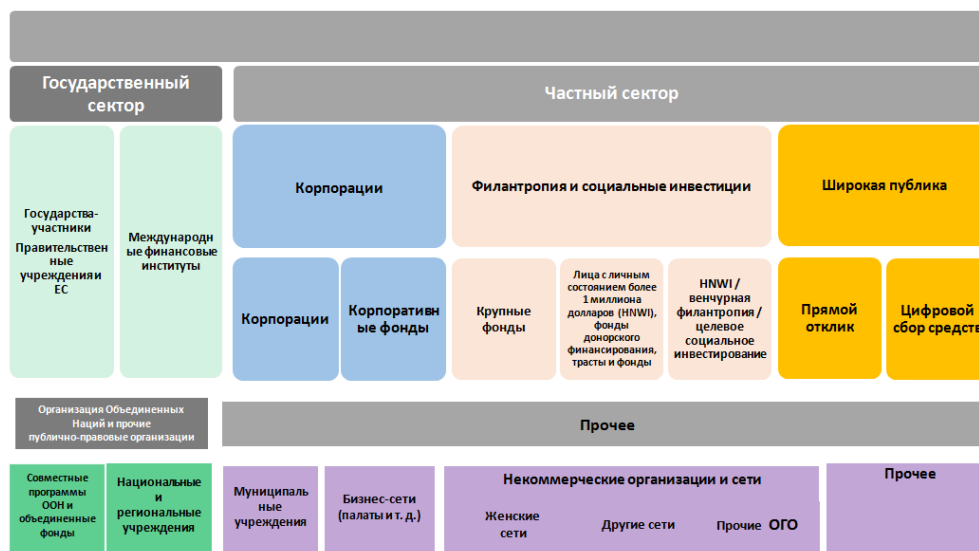 Государственный
сектор
Частный сектор
Государства-
участники
Правительствен
ные
учреждения и
ЕС
Международн
ые финансовые
институты
Корпорации
Филантропия и социальные инвестиции
Широкая публика
Корпорации
Корпоративн
ые фонды
Крупные
фонды
Лица с личным
состоянием более
1 миллиона
долларов (HNWI),
фонды
донорского
финансирования,
трасты и фонды
HNWI /
венчурная
филантропия /
целевое
социальное
инвестирование
Прямой
отклик
Цифровой
сбор средств
Организация Объединенных
Наций и прочие
публично-правовые организации
Прочее
Совместные
программы
ООН и
объединенные
фонды
Национальные
и
региональные
учреждения
Муниципаль
ные
учреждения
Бизнес-сети
(палаты и т. д.)
Некоммерческие организации и сети
Женские
сети
Другие сети
Прочие ОГО
Прочее